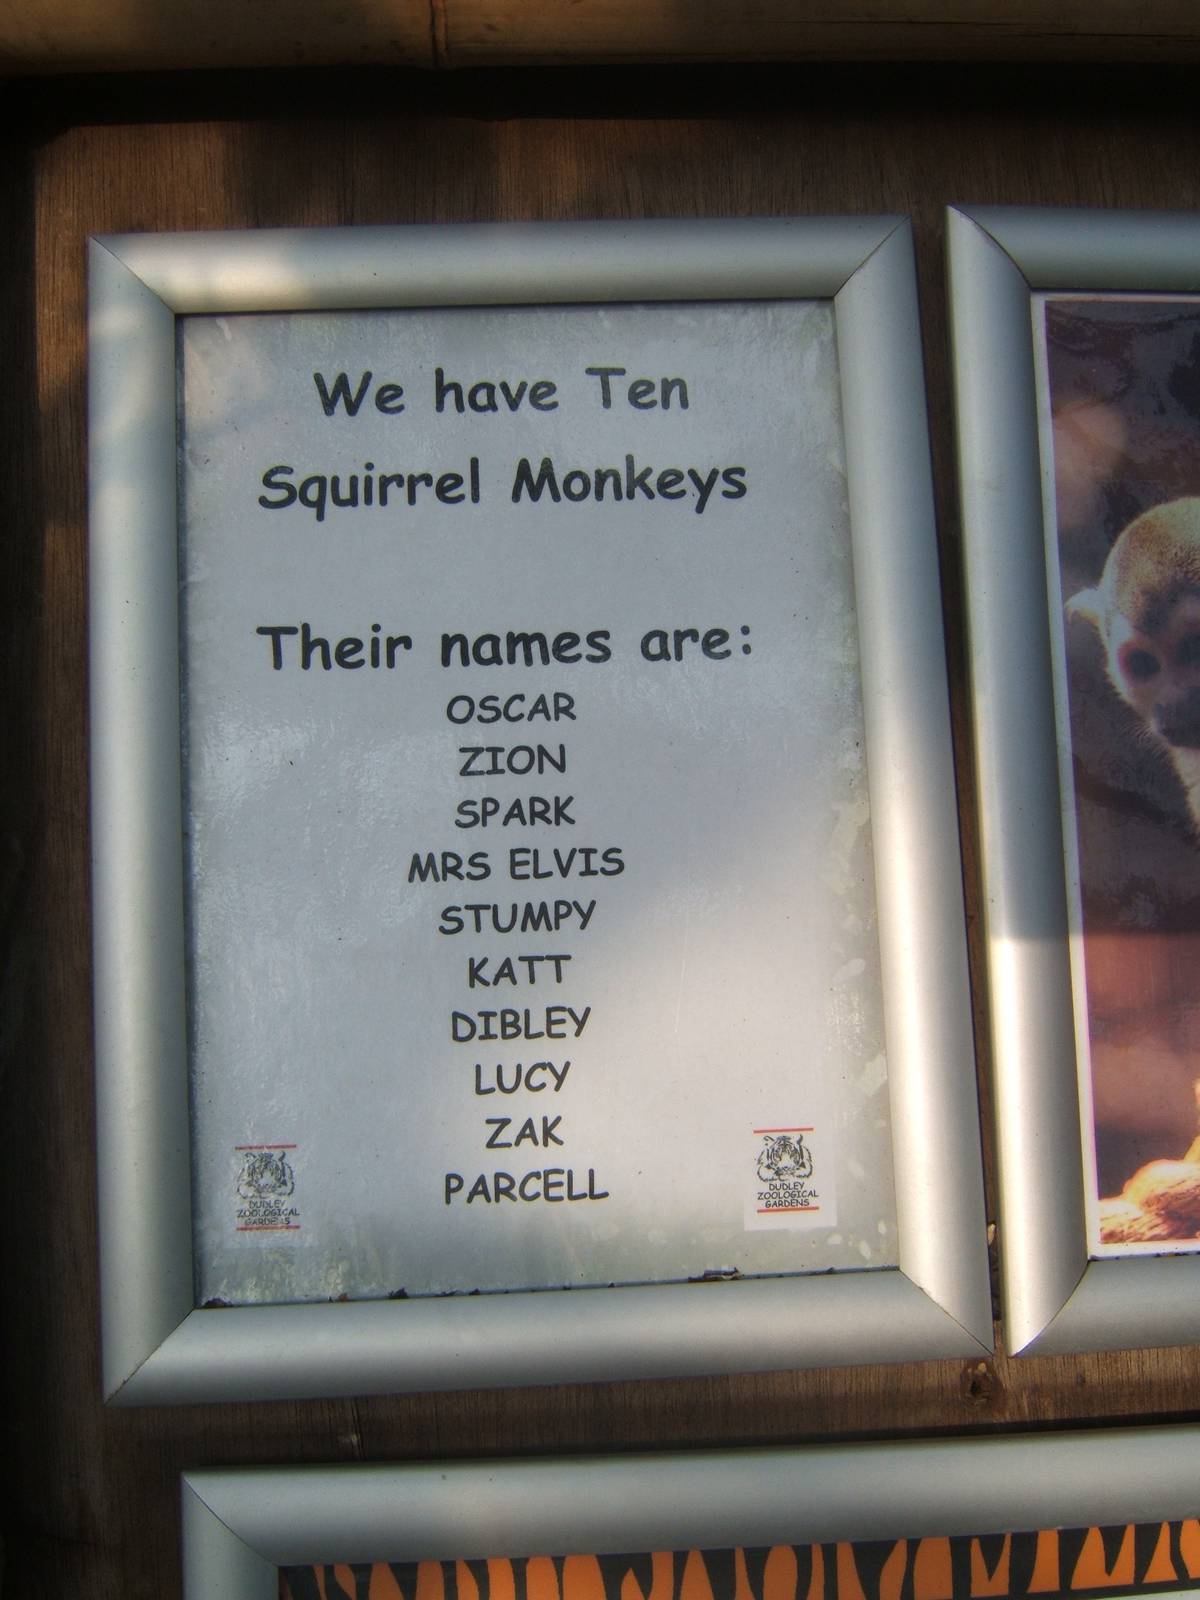 We have Ten
Squirrel Monkeys
Their names are:
OSCAR
ZION
SPARK
MRS ELVIS
STUMPY
KATT
DIBLEY
LUCY
ZAK
PARCELL
DUDLEY
ZOOLOGICAL
GARDENS
DUDLEY
ZOOLOGICAL
GARDENS